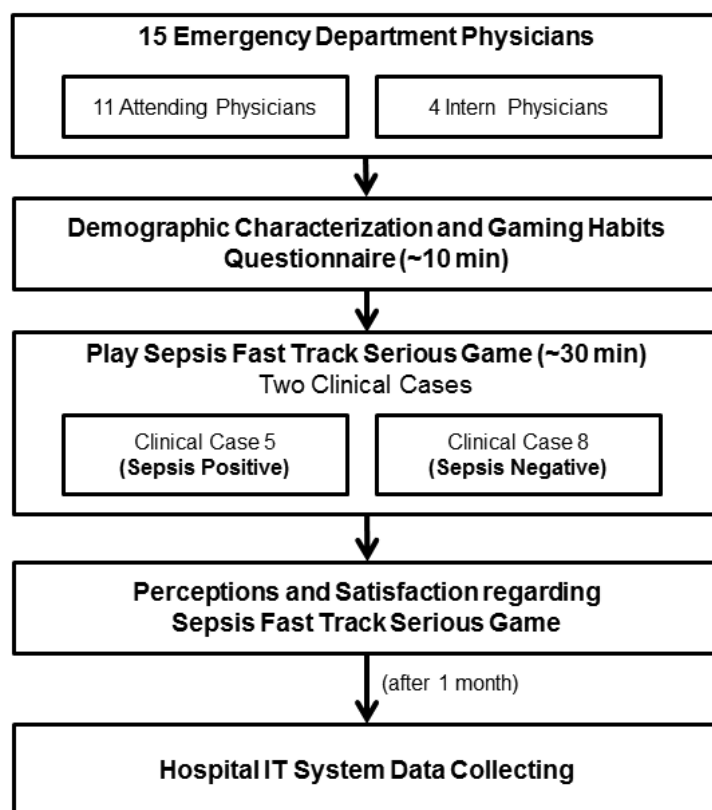 15 Emergency Department Physicians
11 Attending Physicians
4 Intern Physicians
Demographic Characterization and Gaming Habits
Questionnaire (~10 min)
Play Sepsis Fast Track Serious Game (~30 min)
Two Clinical Cases
Clinical Case 5
(Sepsis Positive)
Clinical Case 8
(Sepsis Negative)
Perceptions and Satisfaction regarding
Sepsis Fast Track Serious Game
(after 1 month)
Hospital IT System Data Collecting